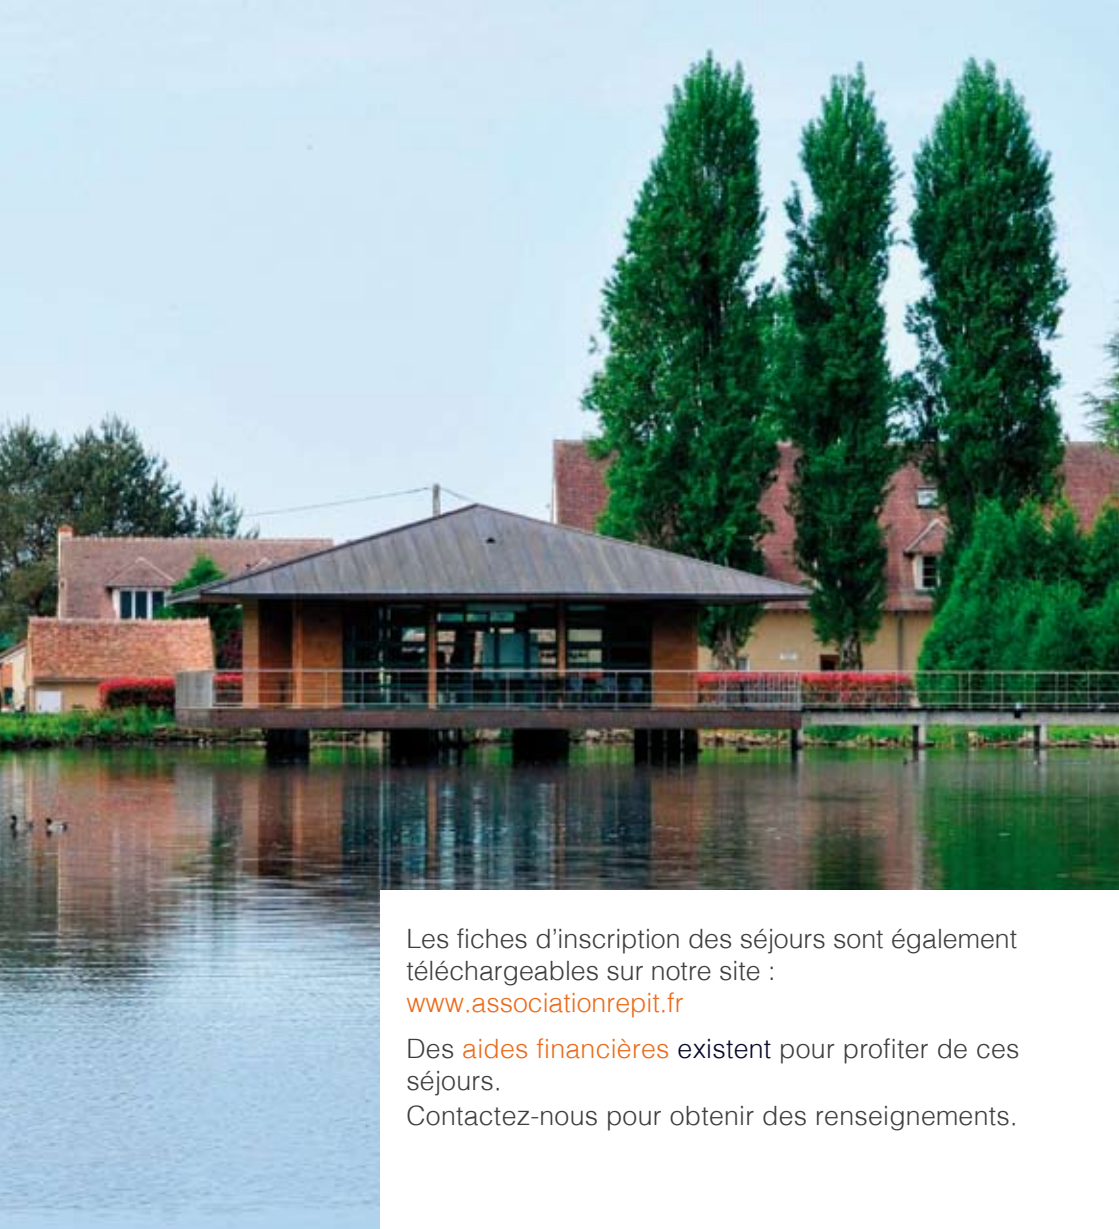 Les fiches d’inscription des séjours sont également
téléchargeables sur notre site :
www.associationrepit.fr
Des aides financières existent pour profiter de ces
séjours.
Contactez-nous pour obtenir des renseignements.